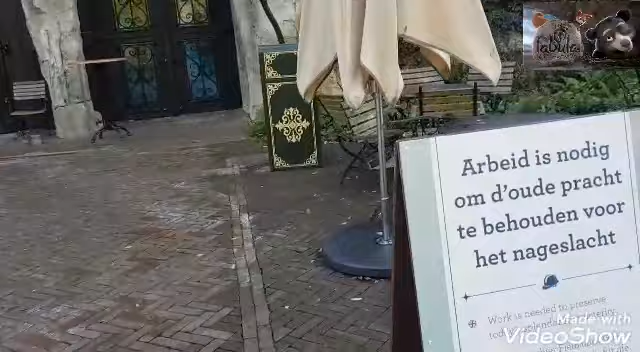 Tabula
Arbeid is nodig
om d'oude pracht
te behouden voor
het nageslacht
Work is needed to preserve
Made with
VideoShow